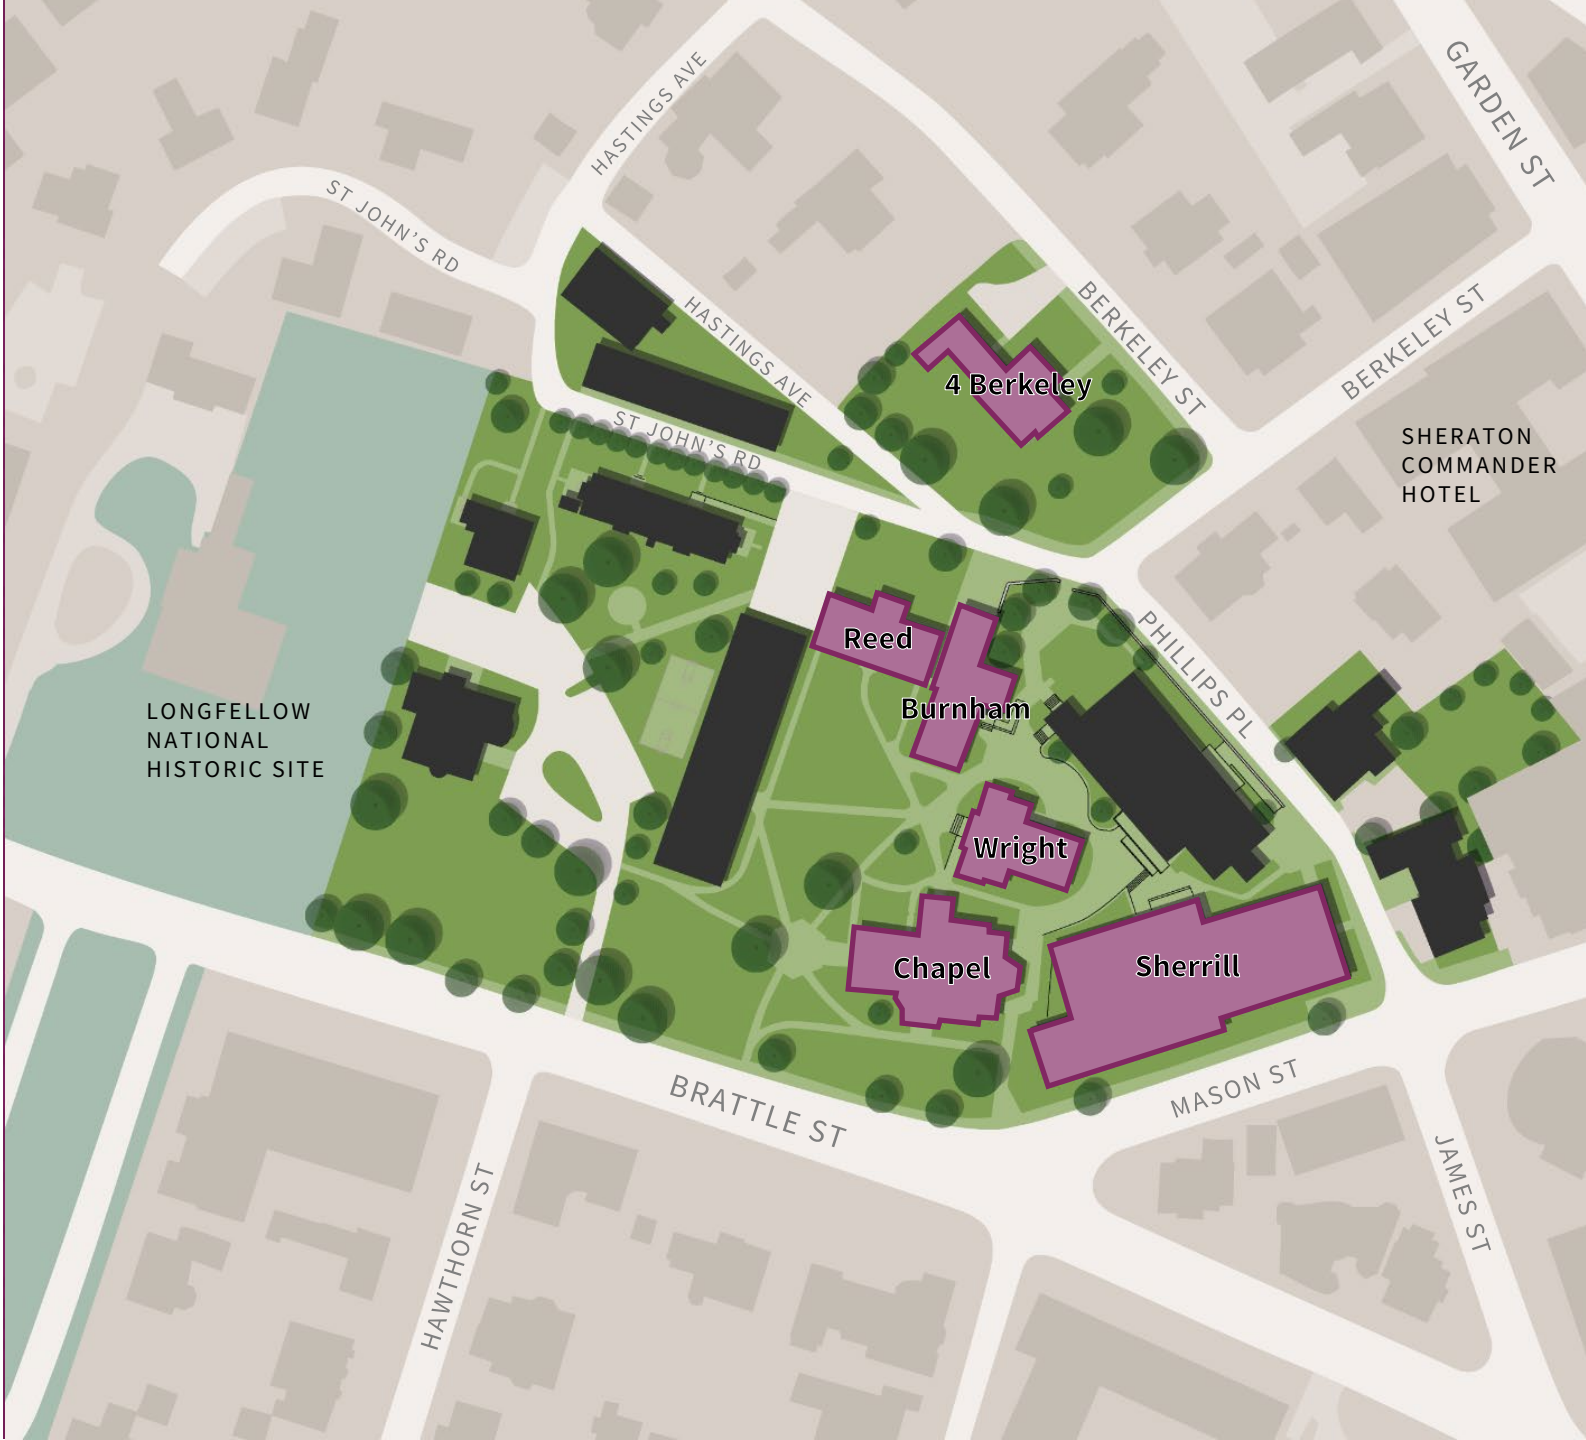 HASTINGS AVE
GARDEN ST
ST JOHN'S RD
BERKELEY ST
BERKELEY ST
HASTINGS AVE
4 Berkeley
ST JOHN'S RD
SHERATON
COMMANDER
HOTEL
Reed
PHILLIPS PL
Burnham
LONGFELLOW
NATIONAL
HISTORIC SITE
Wright
Chapel
Sherrill
BRATTLE ST
MASON ST
JAMES ST
HAWTHORN ST